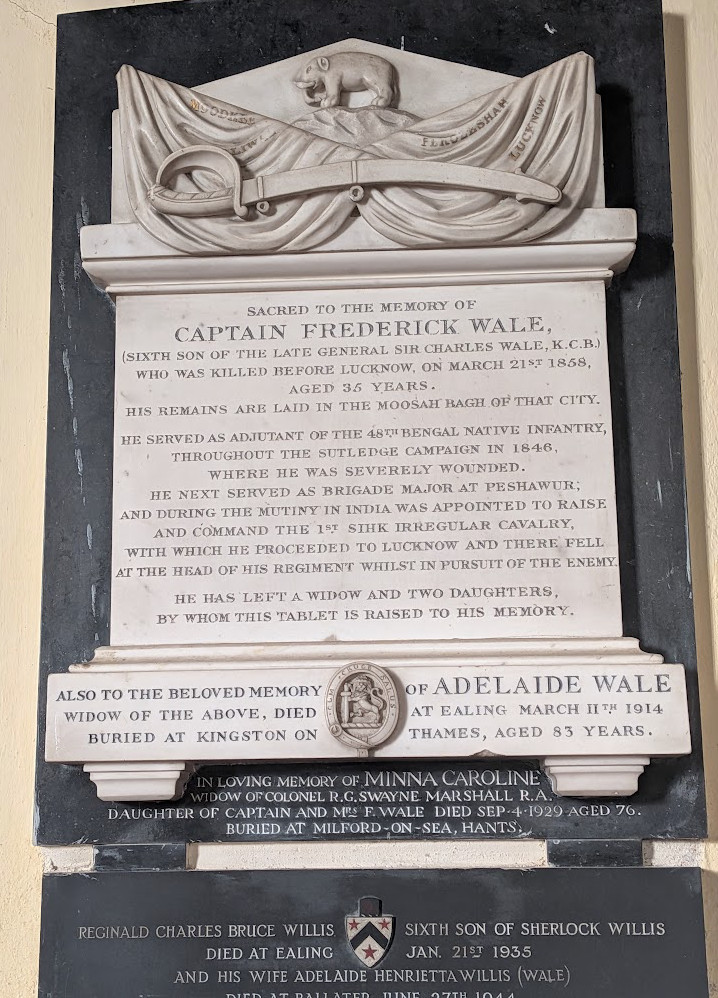 MOODKEE
FEROZESHAH
LUCKNOW
SACRED TO THE MEMORY OF
CAPTAIN FREDERICK WALE,
(SIXTH SON OF THE LATE GENERAL SIR CHARLES WALE, K.C.B.)
WHO WAS KILLED BEFORE LUCKNOW, ON MARCH 21ST 1858,
AGED 35 YEARS.
HIS REMAINS ARE LAID IN THE MOOSAH BAGH OF THAT CITY.
HE SERVED AS ADJUTANT OF THE 48TH BENGAL NATIVE INFANTRY,
THROUGHOUT THE SUTLEDGE CAMPAIGN IN 1846,
WHERE HE WAS SEVERELY WOUNDED.
HE NEXT SERVED AS BRIGADE MAJOR AT PESHAWUR;
AND DURING THE MUTINY IN INDIA WAS APPOINTED TO RAISE
AND COMMAND THE 1ST SIHK IRREGULAR CAVALRY,
WITH WHICH HE PROCEEDED TO LUCKNOW AND THERE FELL
AT THE HEAD OF HIS REGIMENT WHILST IN PURSUIT OF THE ENEMY.
HE HAS LEFT A WIDOW AND TWO DAUGHTERS,
BY WHOM THIS TABLET IS RAISED TO HIS MEMORY.
ALSO TO THE BELOVED MEMORY OF ADELAIDE WALE
WIDOW OF THE ABOVE, DIED AT EALING MARCH 11TH 1914
BURIED AT KINGSTON ON THAMES, AGED 83 YEARS.
IN LOVING MEMORY OF MINNA CAROLINE
WIDOW OF COLONEL R.G. SWAYNE MARSHALL R.A.
DAUGHTER OF CAPTAIN AND MRS F. WALE DIED SEP. 4. 1929 AGED 76.
BURIED AT MILFORD-ON-SEA, HANTS.
REGINALD CHARLES BRUCE WILLIS SIXTH SON OF SHERLOCK WILLIS
DIED AT EALING JAN. 21ST 1935
AND HIS WIFE ADELAIDE HENRIETTA WILLIS (WALE)
DIED AT BALLATER JUNE 27TH 1944